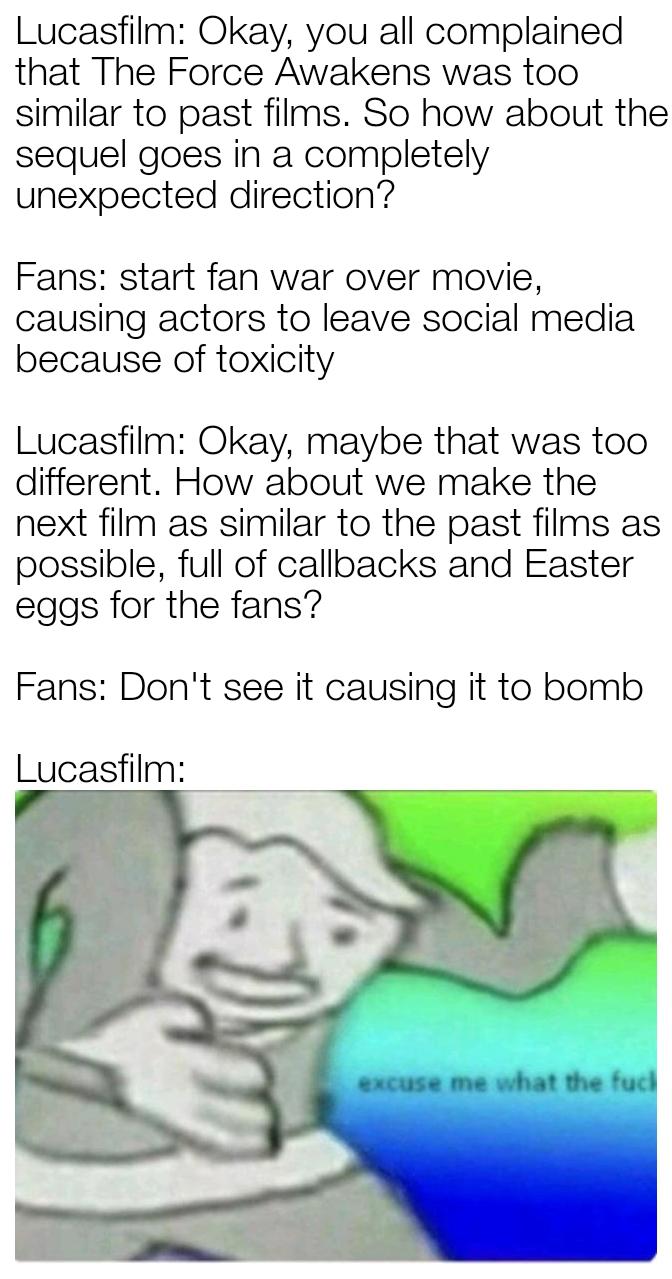 Lucasfilm: Okay, you all complained
that The Force Awakens was too
similar to past films. So how about the
sequel goes in a completely
unexpected direction?
Fans: start fan war over movie,
causing actors to leave social media
because of toxicity
Lucasfilm: Okay, maybe that was too
different. How about we make the
next film as similar to the past films as
possible, full of callbacks and Easter
eggs for the fans?
Fans: Don't see it causing it to bomb
Lucasfilm:
excuse me what the fuck